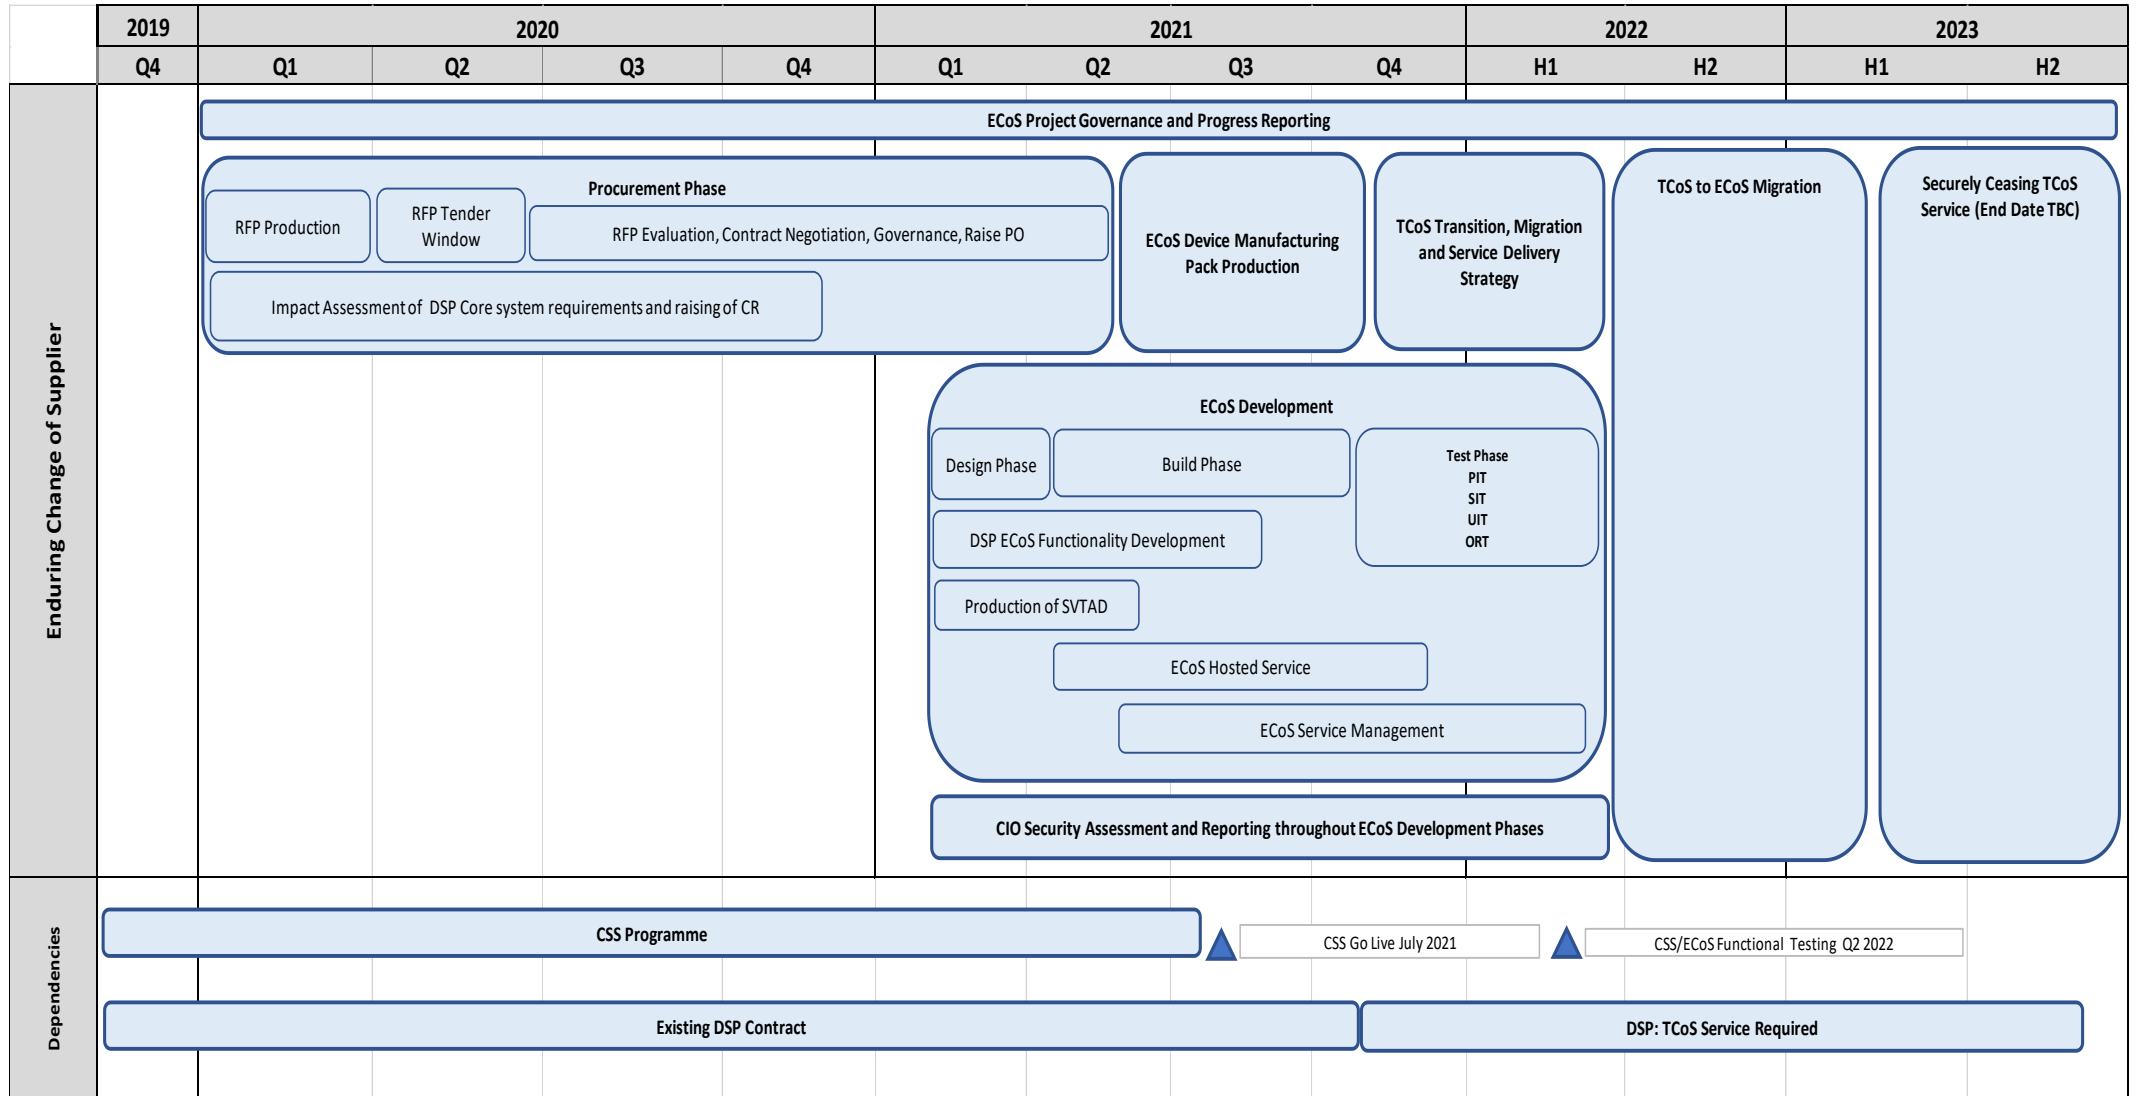 2019
2020
2021
2022
2023
Q4
Q1
Q2
Q3
Q4
Q1
Q2
Q3
Q4
H1
H2
H1
H2
Enduring Change of Supplier
ECoS Project Governance and Progress Reporting
Procurement Phase
RFP Production
RFP Tender
Window
RFP Evaluation, Contract Negotiation, Governance, Raise PO
Impact Assessment of DSP Core system requirements and raising of CR
ECoS Device Manufacturing
Pack Production
TCoS Transition, Migration
and Service Delivery
Strategy
TCoS to ECoS Migration
Securely Ceasing TCoS
Service (End Date TBC)
ECoS Development
Design Phase
Build Phase
Test Phase
PIT
SIT
UIT
ORT
DSP ECoS Functionality Development
Production of SVTAD
ECoS Hosted Service
ECoS Service Management
CIO Security Assessment and Reporting throughout ECoS Development Phases
Dependencies
CSS Programme
CSS Go Live July 2021
CSS/ECoS Functional Testing Q2 2022
Existing DSP Contract
DSP: TCoS Service Required